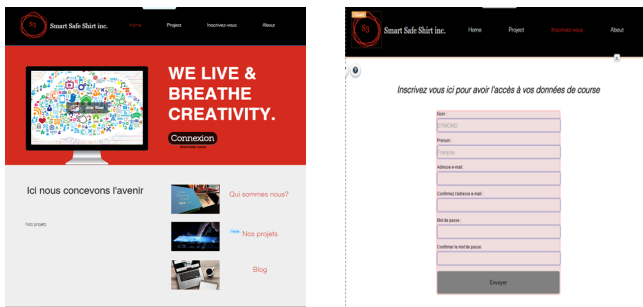 S3
Smart Safe Shirt inc.
Home
Project
Inscrivez-vous
About
WE LIVE &
BREATHE
CREATIVITY.
Connexion
Ici nous concevons l'avenir
Nos projets
Qui sommes nous?
Nos projets
Blog
S3
Smart Safe Shirt inc.
Home
Project
Inscrivez-vous
About
Inscrivez vous ici pour avoir l'accès à vos données de course
Nom :
Prenom :
François
Adresse e-mail :
Confirmez l'adresse e-mail :
Mot de passe :
Confirmer le mot de passe
Envoyer